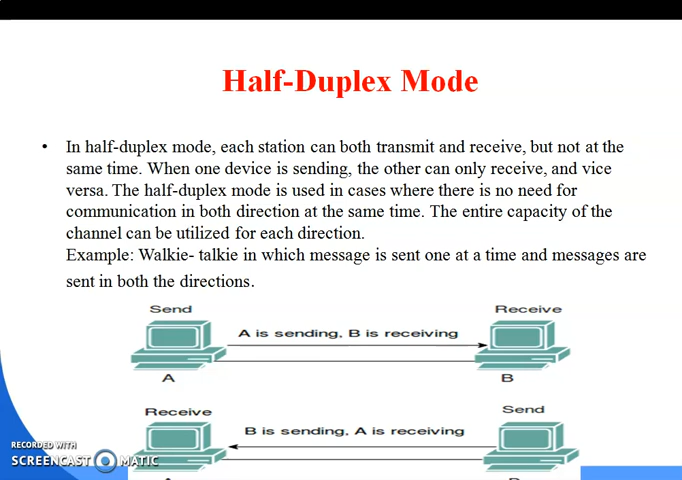 Half-Duplex Mode
• In half-duplex mode, each station can both transmit and receive, but not at the
same time. When one device is sending, the other can only receive, and vice
versa. The half-duplex mode is used in cases where there is no need for
communication in both direction at the same time. The entire capacity of the
channel can be utilized for each direction.
Example: Walkie- talkie in which message is sent one at a time and messages are
sent in both the directions.
Send
Receive
A is sending, B is receiving
A
B
Receive
Send
B is sending, A is receiving
RECORDED WITH
SCREENCAST MATIC